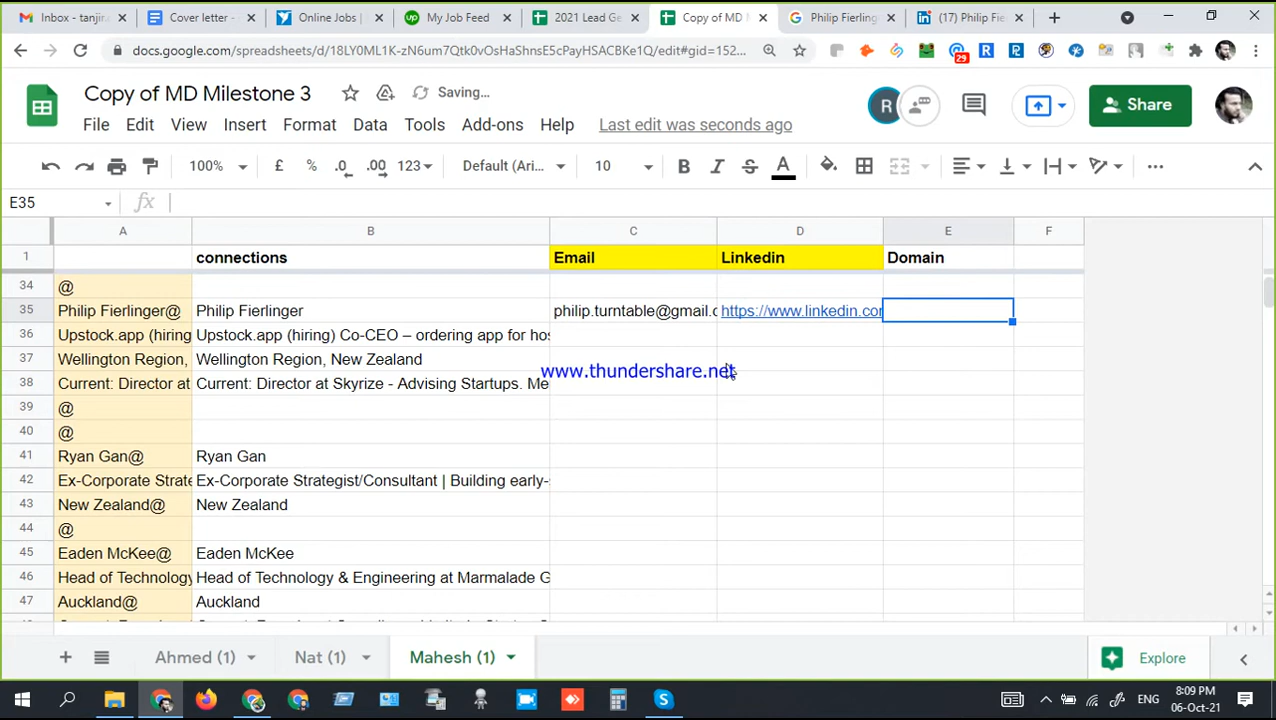 Inbox - tanjira
Cover letter -
Online Jobs |
My Job Feed
2021 Lead Ge
Copy of MD M
Philip Fierling
(17) Philip Fie
docs.google.com/spreadsheets/d/18LY0ML1K-zN6um7Qtk0vOsHaShnsE5cPayHSACBKe1Q/edit#gid=152...
29
Copy of MD Milestone 3
Saving...
R
Share
File Edit View Insert Format Data Tools Add-ons Help Last edit was seconds ago
100% £ % .0 .00 123 Default (Ari... 10 B I S A
E35 fx
A B C D E F
1 connections Email Linkedin Domain
34 @
35 Philip Fierlinger@ Philip Fierlinger philip.turntable@gmail.c https://www.linkedin.com
36 Upstock.app (hiring) Upstock.app (hiring) Co-CEO – ordering app for hos
37 Wellington Region, Wellington Region, New Zealand
www.thundershare.net
38 Current: Director at Current: Director at Skyrize - Advising Startups. Me
39 @
40 @
41 Ryan Gan@ Ryan Gan
42 Ex-Corporate Strate Ex-Corporate Strategist/Consultant | Building early-
43 New Zealand@ New Zealand
44 @
45 Eaden McKee@ Eaden McKee
46 Head of Technology Head of Technology & Engineering at Marmalade G
47 Auckland@ Auckland
Ahmed (1) Nat (1) Mahesh (1) Explore
ENG
8:09 PM
06-Oct-21